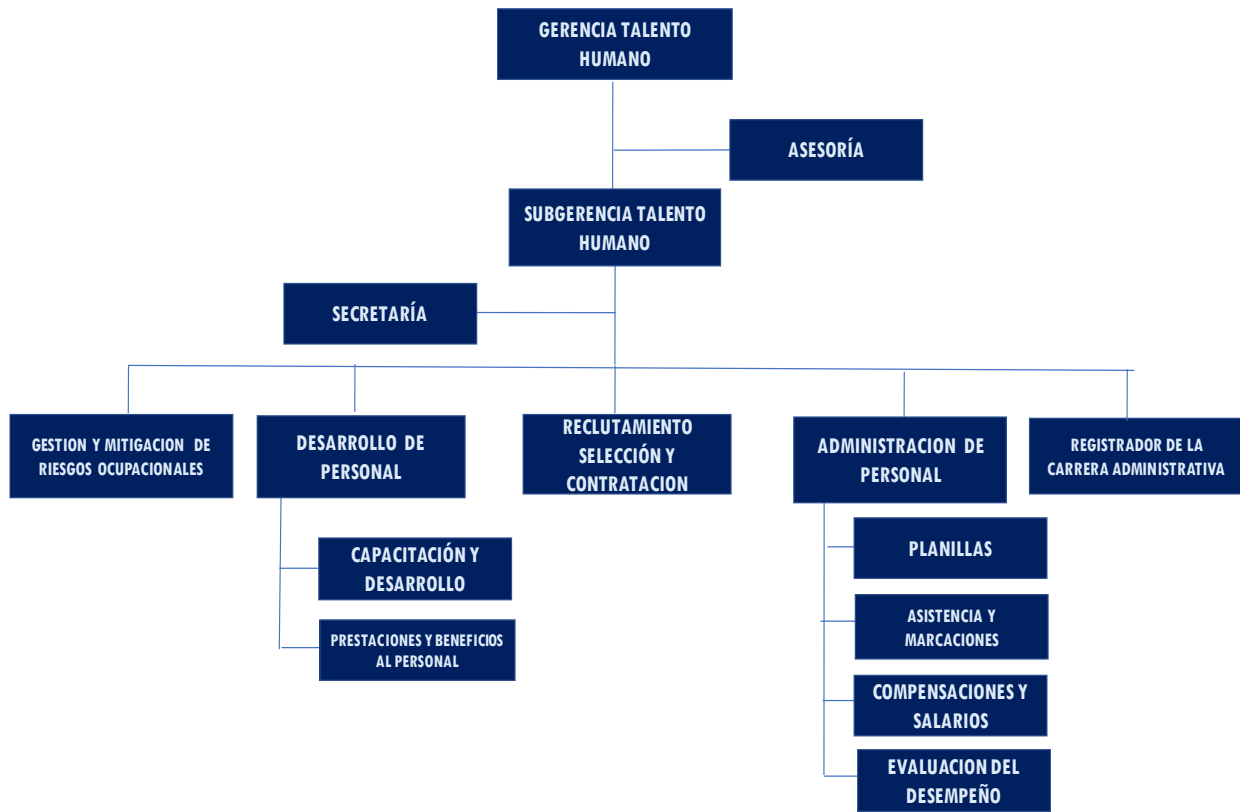 GERENCIA TALENTO
HUMANO
ASESORÍA
SUBGERENCIA TALENTO
HUMANO
SECRETARÍA
GESTION Y MITIGACION DE
RIESGOS OCUPACIONALES
DESARROLLO DE
PERSONAL
RECLUTAMIENTO
SELECCIÓN Y
CONTRATACION
ADMINISTRACION DE
PERSONAL
REGISTRADOR DE LA
CARRERA ADMINISTRATIVA
CAPACITACIÓN Y
DESARROLLO
PRESTACIONES Y BENEFICIOS
AL PERSONAL
PLANILLAS
ASISTENCIA Y
MARCACIONES
COMPENSACIONES Y
SALARIOS
EVALUACION DEL
DESEMPEÑO